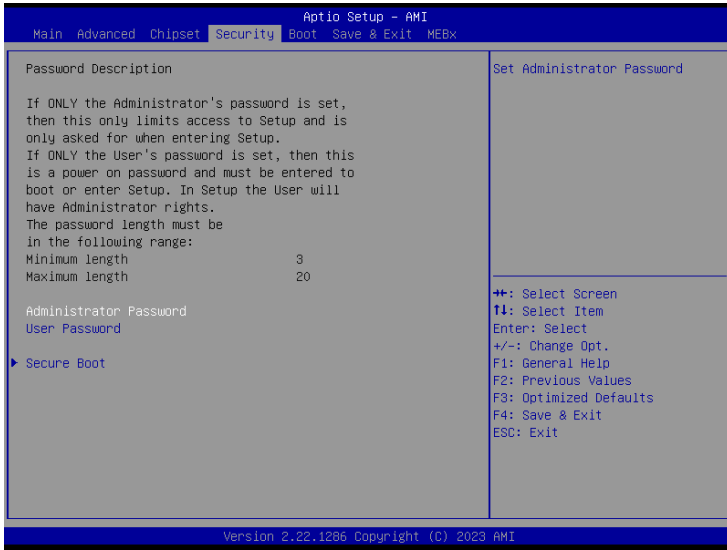 Aptio Setup – AMI
Main Advanced Chipset Security Boot Save & Exit MEBx
Password Description
If ONLY the Administrator's password is set,
then this only limits access to Setup and is
only asked for when entering Setup.
If ONLY the User's password is set, then this
is a power on password and must be entered to
boot or enter Setup. In Setup the User will
have Administrator rights.
The password length must be
in the following range:
Minimum length 3
Maximum length 20
Administrator Password
User Password
Secure Boot
Set Administrator Password
→←: Select Screen
↑↓: Select Item
Enter: Select
+/-: Change Opt.
F1: General Help
F2: Previous Values
F3: Optimized Defaults
F4: Save & Exit
ESC: Exit
Version 2.22.1286 Copyright (C) 2023 AMI